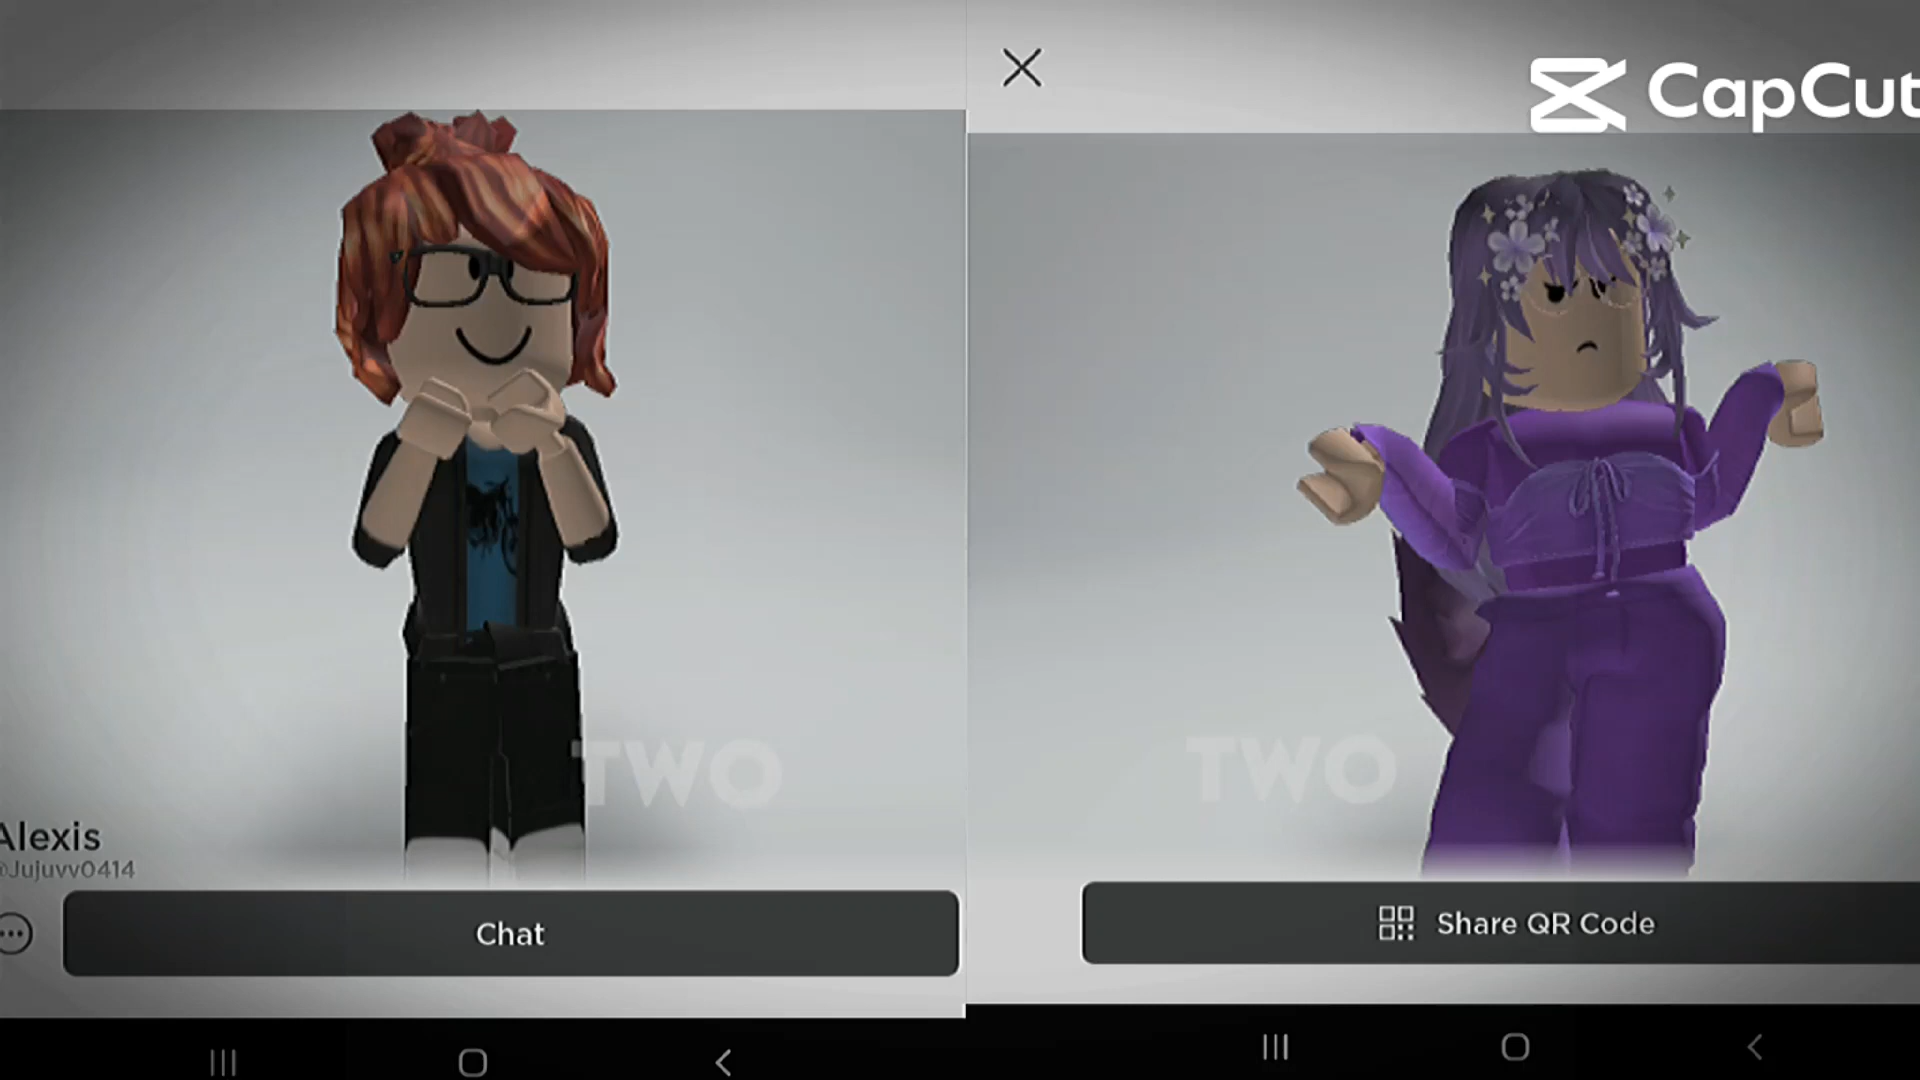 CapCut
TWO
TWO
Alexis
@Jujuvv0414
Chat
Share QR Code